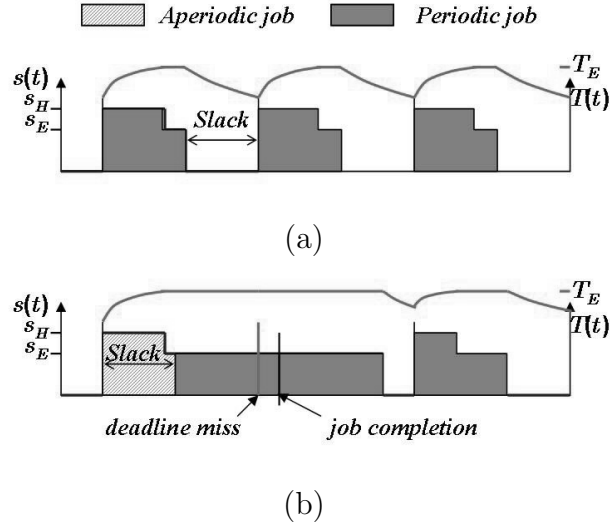 Aperiodic job
Periodic job
s(t)
s_H
s_E
Slack
T_E
T(t)
(a)
s(t)
s_H
s_E
Slack
T_E
T(t)
deadline miss
job completion
(b)